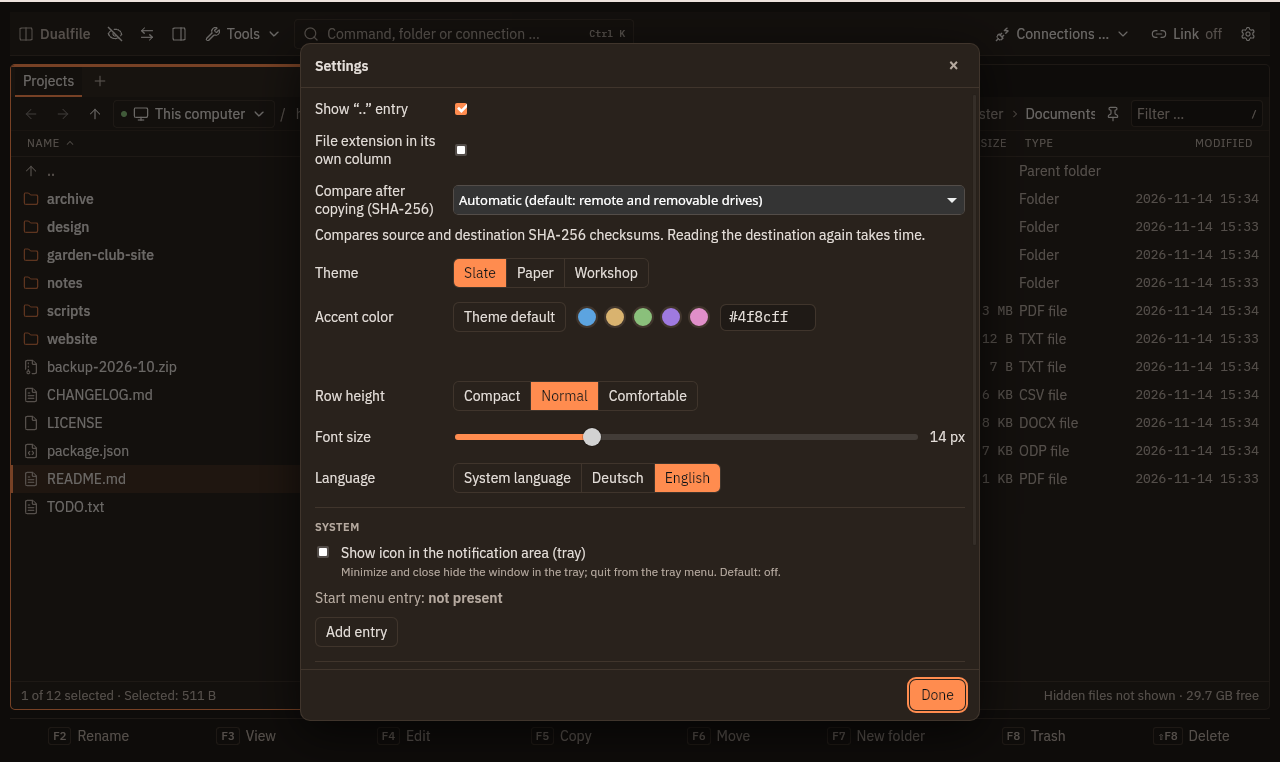 Dualfile
Tools
Command, folder or connection ...
Ctrl K
Connections ...
Link off
Projects
This computer
/
Documents
Filter ...
/
NAME
SIZE
TYPE
MODIFIED
..
Parent folder
archive
Folder
2026-11-14 15:34
design
Folder
2026-11-14 15:33
garden-club-site
Folder
2026-11-14 15:34
notes
Folder
2026-11-14 15:33
scripts
MB PDF file
2026-11-14 15:34
website
12 B TXT file
2026-11-14 15:33
backup-2026-10.zip
7 B TXT file
2026-11-14 15:34
CHANGELOG.md
KB CSV file
2026-11-14 15:34
LICENSE
KB DOCX file
2026-11-14 15:34
package.json
KB ODP file
2026-11-14 15:34
README.md
KB PDF file
2026-11-14 15:33
TODO.txt
Settings
×
Show “..” entry
File extension in its
own column
Compare after
copying (SHA-256)
Automatic (default: remote and removable drives)
Compares source and destination SHA-256 checksums. Reading the destination again takes time.
Theme
Slate
Paper
Workshop
Accent color
Theme default
#4f8cff
Row height
Compact
Normal
Comfortable
Font size
14 px
Language
System language
Deutsch
English
SYSTEM
Show icon in the notification area (tray)
Minimize and close hide the window in the tray; quit from the tray menu. Default: off.
Start menu entry: not present
Add entry
Done
1 of 12 selected · Selected: 511 B
Hidden files not shown · 29.7 GB free
F2 Rename
F3 View
F4 Edit
F5 Copy
F6 Move
F7 New folder
F8 Trash
⇧F8 Delete